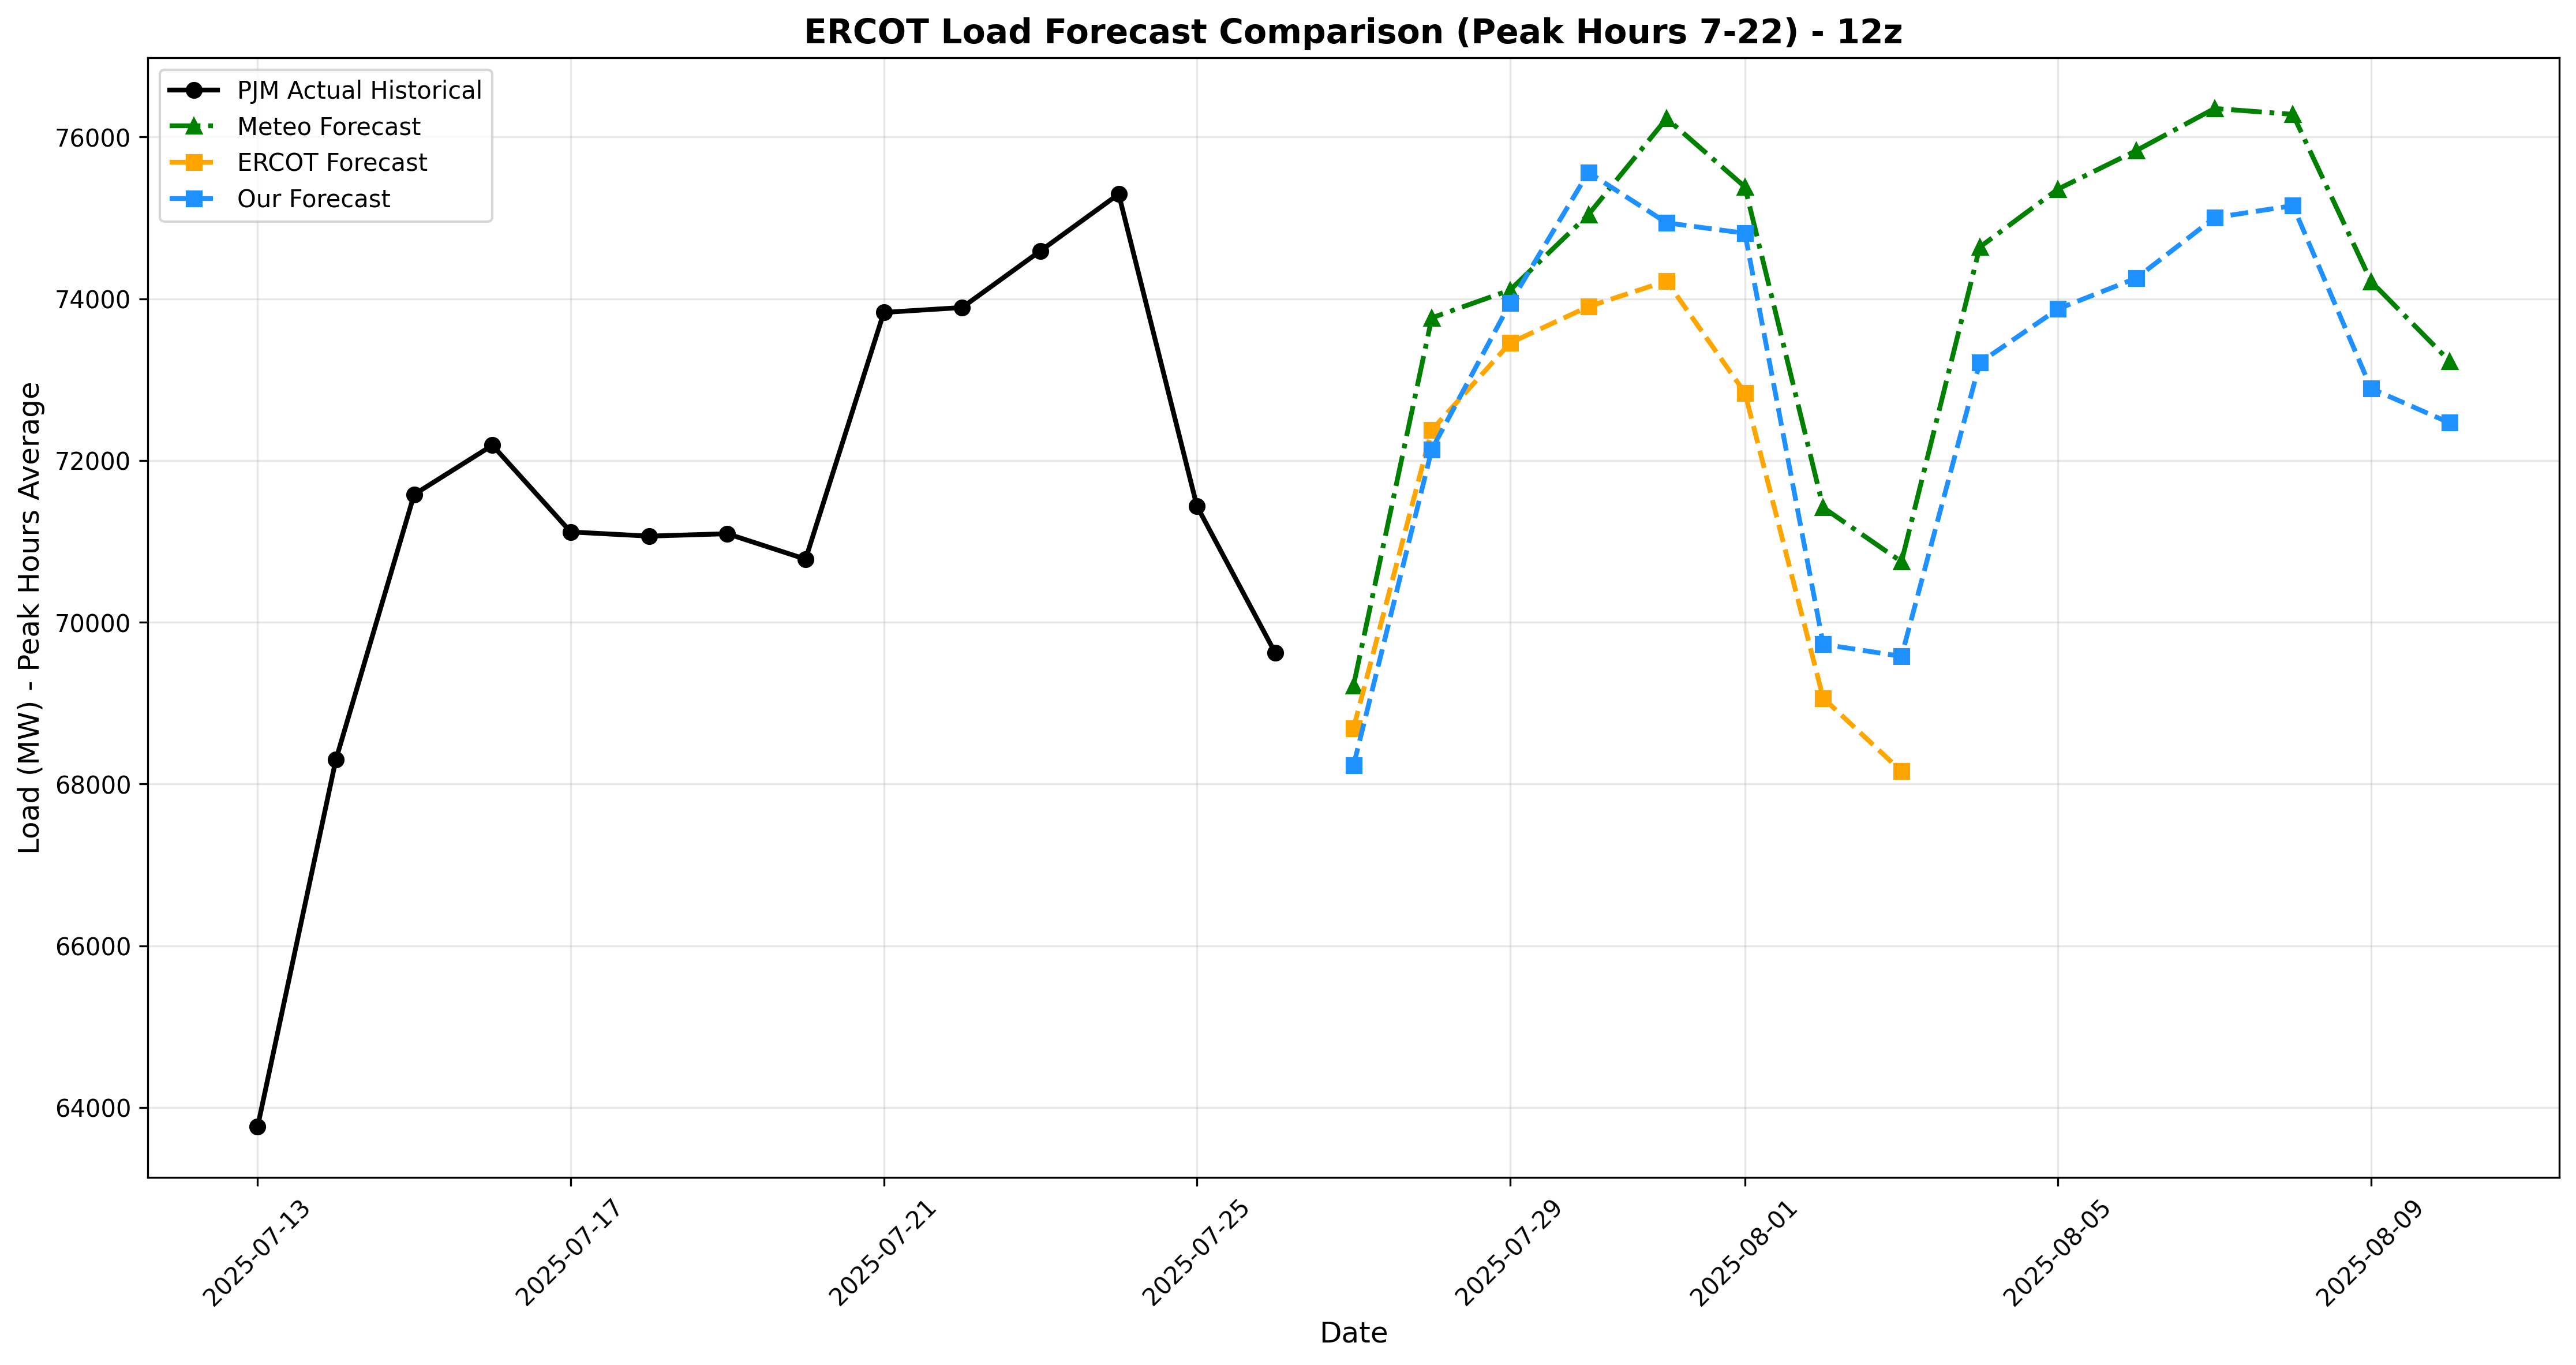 ERCOT Load Forecast Comparison (Peak Hours 7-22) - 12z
PJM Actual Historical
Meteo Forecast
ERCOT Forecast
Our Forecast
Load (MW) - Peak Hours Average
76000
74000
72000
70000
68000
66000
64000
2025-07-13
2025-07-17
2025-07-21
2025-07-25
2025-07-29
2025-08-01
2025-08-05
2025-08-09
Date